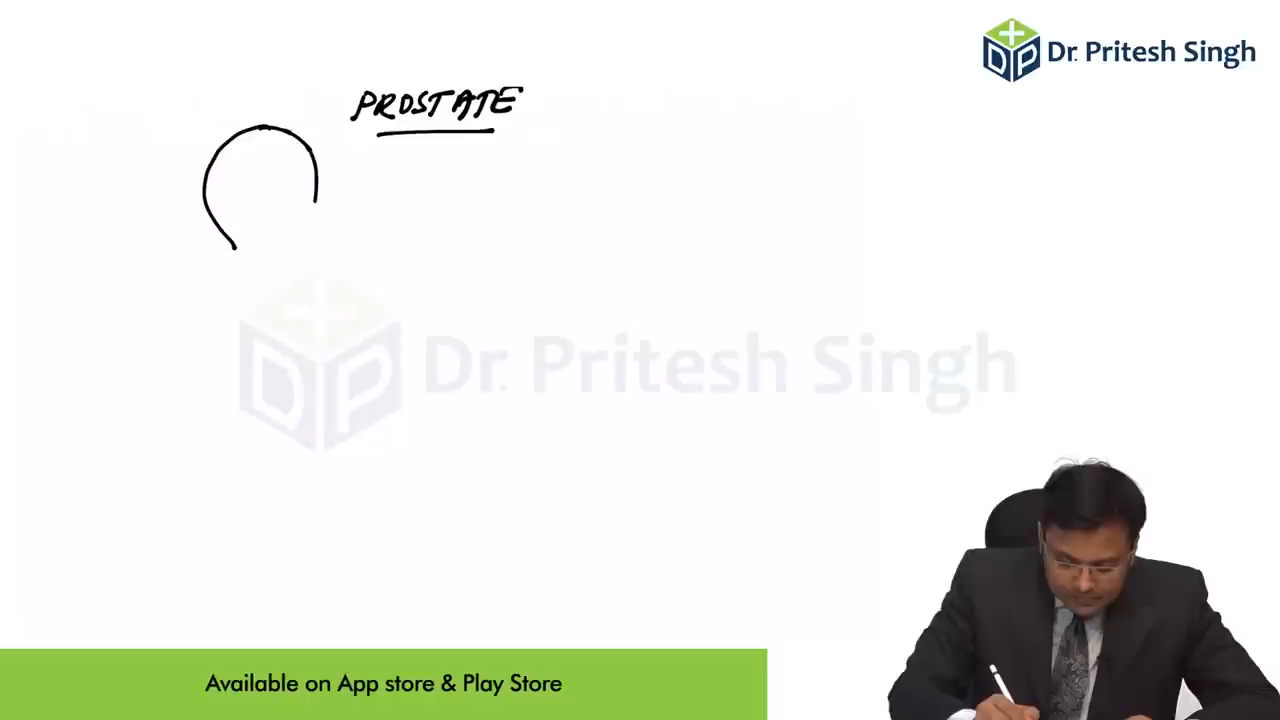 Dr. Pritesh Singh
PROSTATE
Dr. Pritesh Singh
Available on App store & Play Store